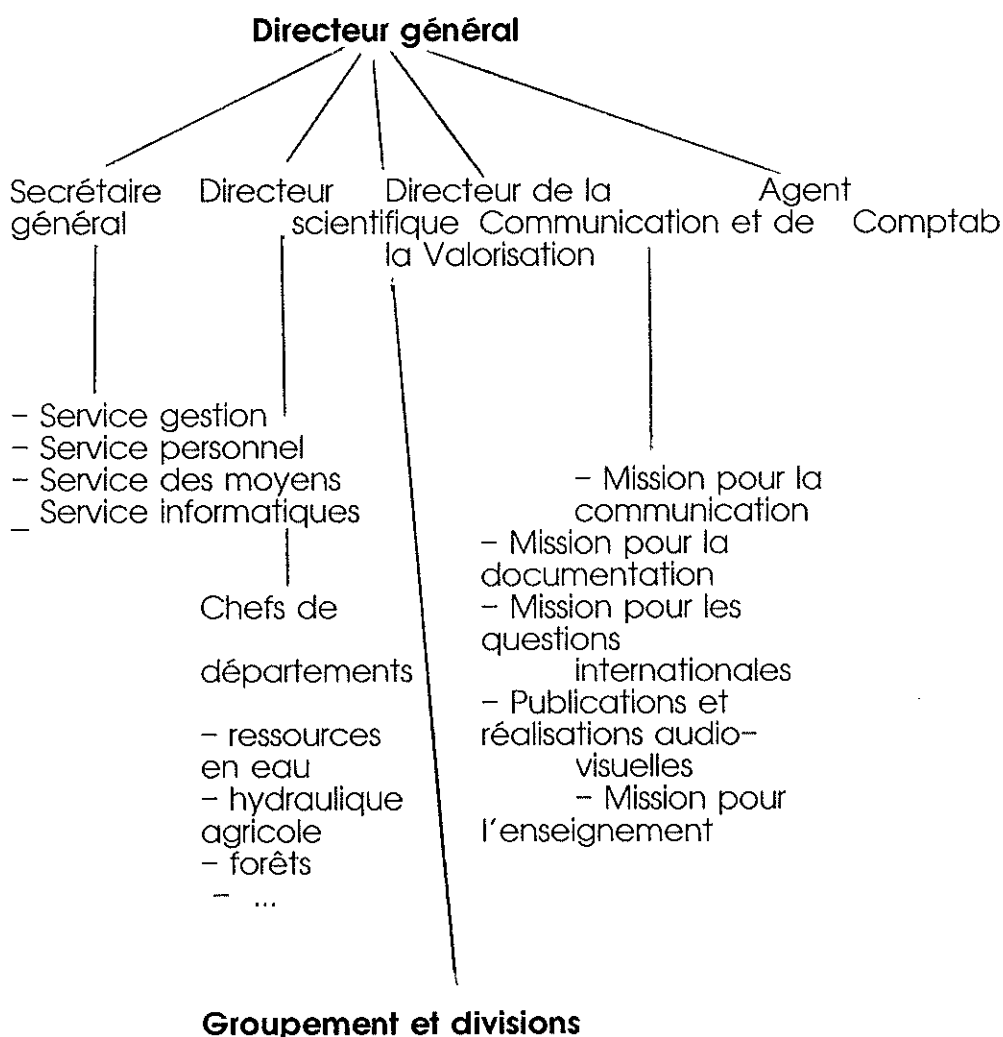 Directeur général
Secrétaire Directeur Directeur de la Agent
général scientifique Communication et de Comptab
la Valorisation
– Service gestion
– Service personnel
– Service des moyens
– Service informatiques
Chefs de
départements
– ressources
en eau
– hydraulique
agricole
– forêts
– ...
– Mission pour la
communication
– Mission pour la
documentation
– Mission pour les
questions
internationales
– Publications et
réalisations audio-
visuelles
– Mission pour
l'enseignement
Groupement et divisions